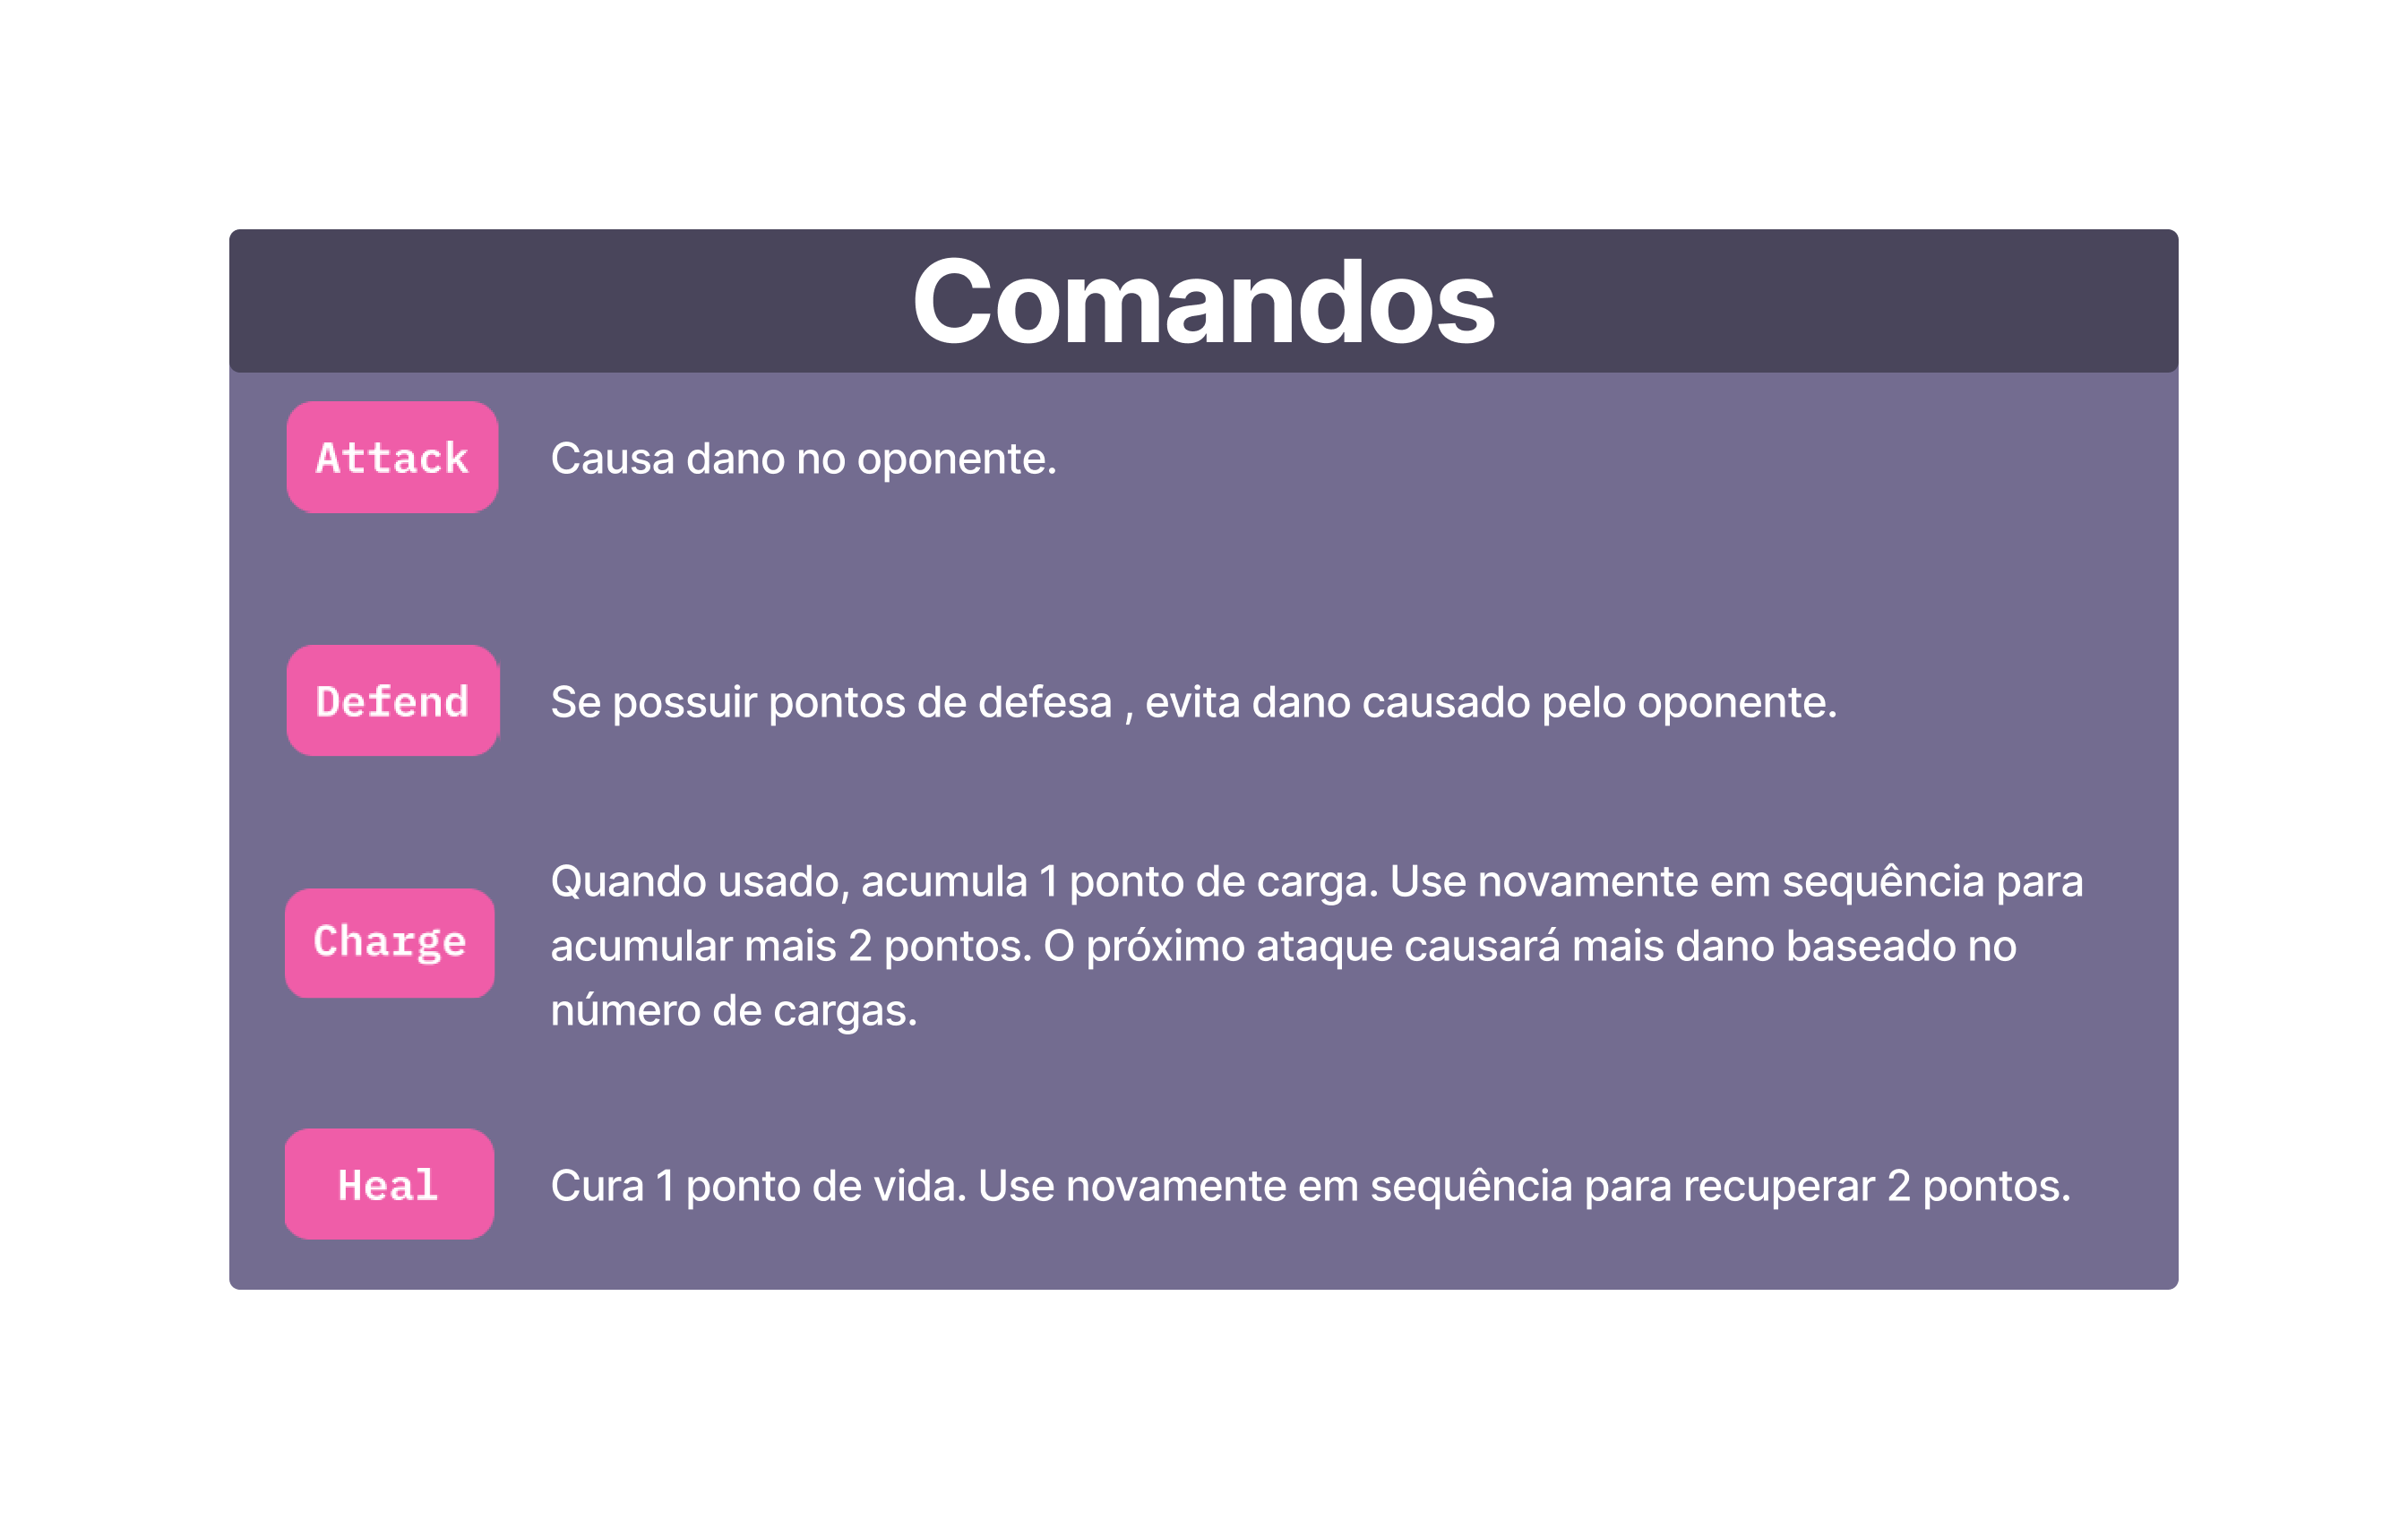 Comandos
Attack
Causa dano no oponente.
Defend
Se possuir pontos de defesa , evita dano causado pelo oponente.
Charge
Quando usado, acumula 1 ponto de carga. Use novamente em sequência para
acumular mais 2 pontos. O próximo ataque causará mais dano baseado no
número de cargas.
Heal
Cura 1 ponto de vida. Use novamente em sequência para recuperar 2 pontos.